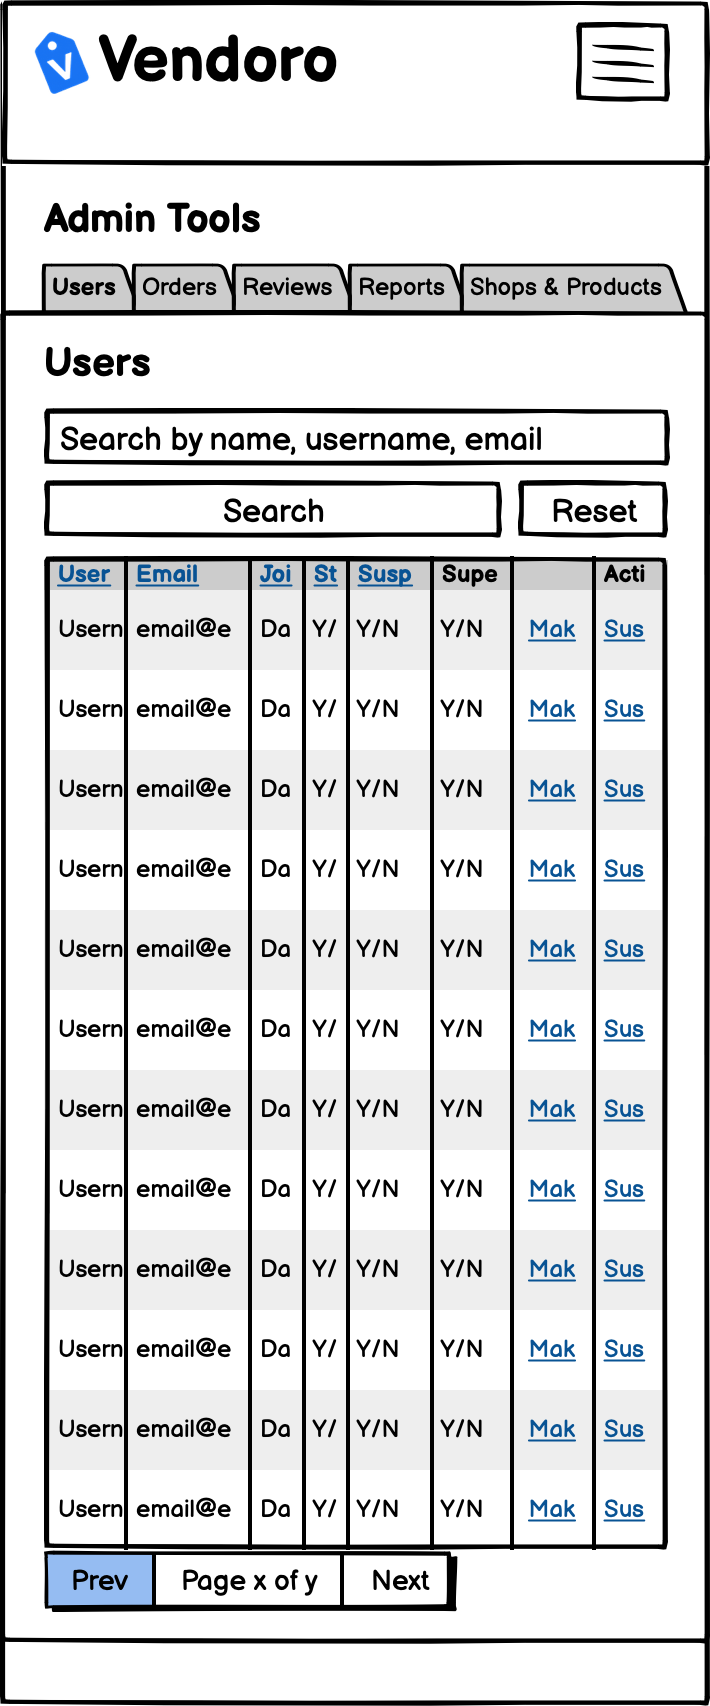 Vendoro
Admin Tools
Users Orders Reviews Reports Shops & Products
Users
Search by name, username, email
Search Reset
User Email Joi St Susp Supe Acti
Usern email@e Da Y/ Y/N Y/N Mak Sus
Usern email@e Da Y/ Y/N Y/N Mak Sus
Usern email@e Da Y/ Y/N Y/N Mak Sus
Usern email@e Da Y/ Y/N Y/N Mak Sus
Usern email@e Da Y/ Y/N Y/N Mak Sus
Usern email@e Da Y/ Y/N Y/N Mak Sus
Usern email@e Da Y/ Y/N Y/N Mak Sus
Usern email@e Da Y/ Y/N Y/N Mak Sus
Usern email@e Da Y/ Y/N Y/N Mak Sus
Usern email@e Da Y/ Y/N Y/N Mak Sus
Usern email@e Da Y/ Y/N Y/N Mak Sus
Usern email@e Da Y/ Y/N Y/N Mak Sus
Prev Page x of y Next